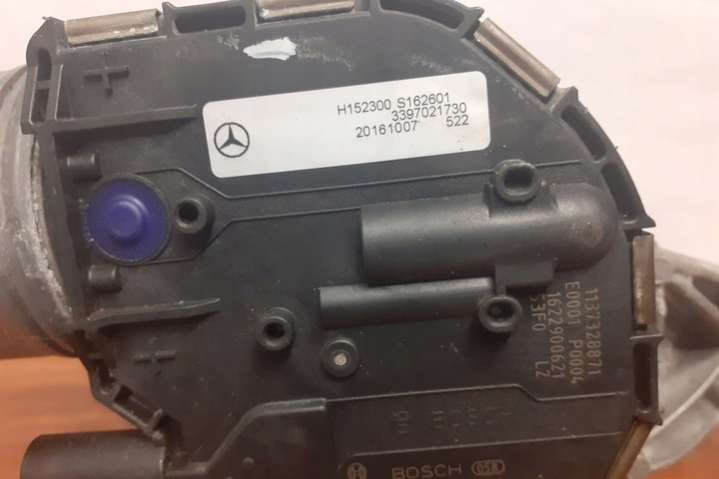 H152300 S162601
3397021730
20161007 522
1137328871
E0001 P0004
1622900621
53F0 L2
BOSCH